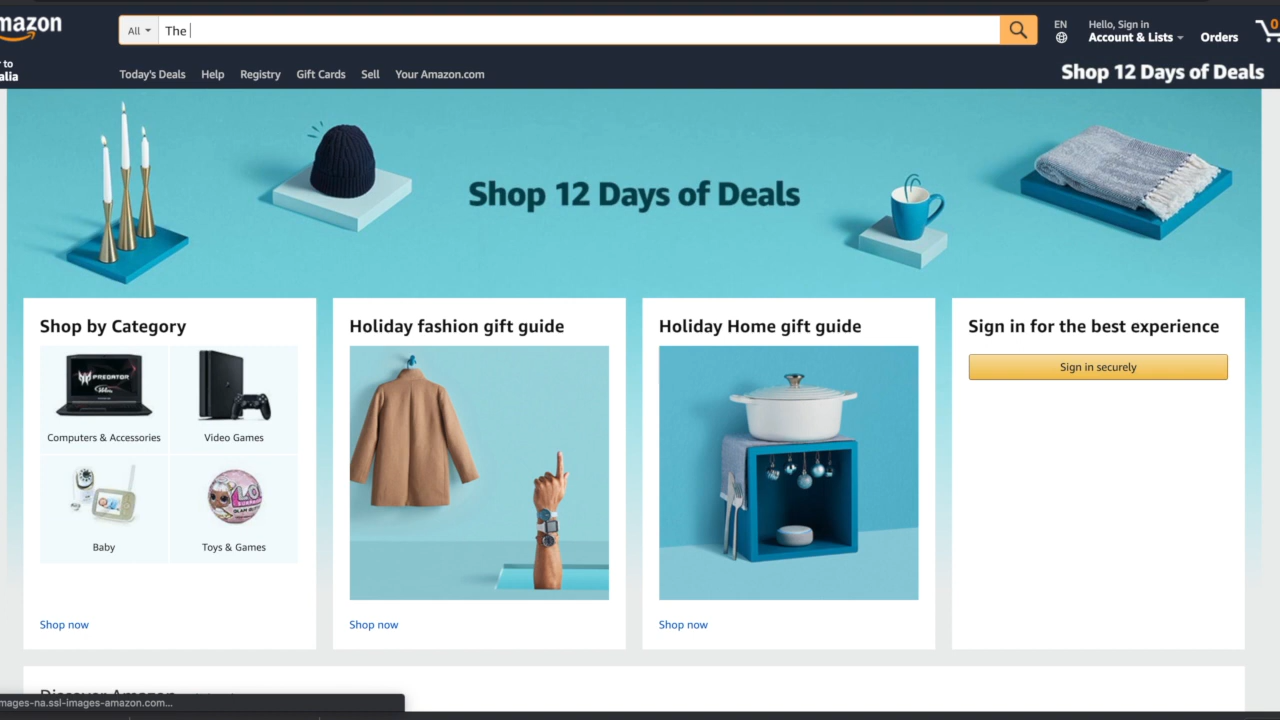 mazon
All
The
EN
Hello, Sign in
Account & Lists
Orders
0
to
alia
Today's Deals
Help
Registry
Gift Cards
Sell
Your Amazon.com
Shop 12 Days of Deals
Shop 12 Days of Deals
Shop by Category
PREDATOR
Computers & Accessories
Video Games
Baby
Toys & Games
Shop now
Holiday fashion gift guide
Shop now
Holiday Home gift guide
Shop now
Sign in for the best experience
Sign in securely
Discover Amazon
mages-na.ssl-images-amazon.com...